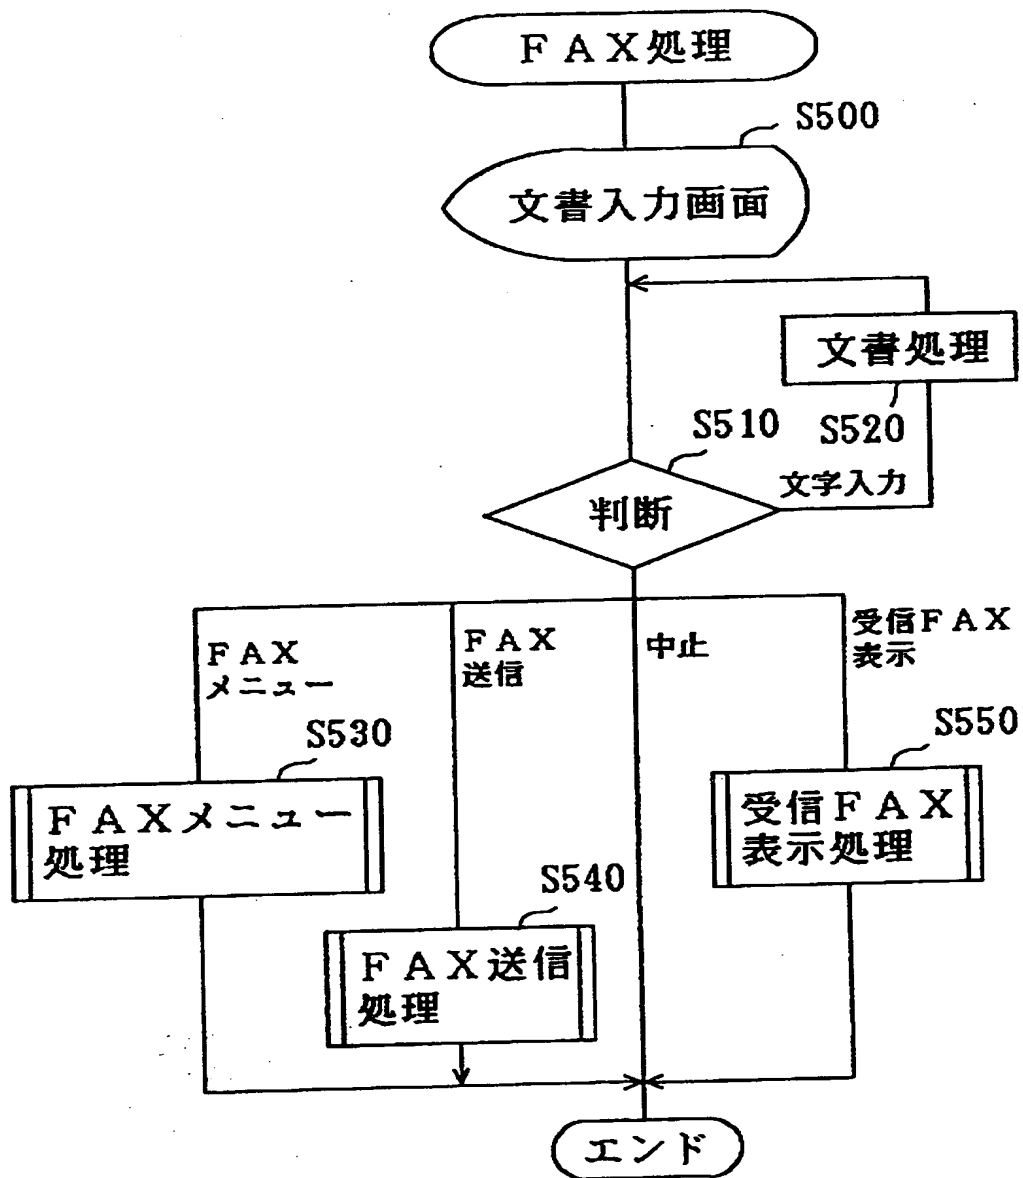 ＦＡＸ処理
S500
文書入力画面
文書処理
S520
S510
文字入力
判断
ＦＡＸ
メニュー
ＦＡＸ
送信
中止
受信ＦＡＸ
表示
S530
ＦＡＸメニュー
処理
S540
ＦＡＸ送信
処理
S550
受信ＦＡＸ
表示処理
エンド